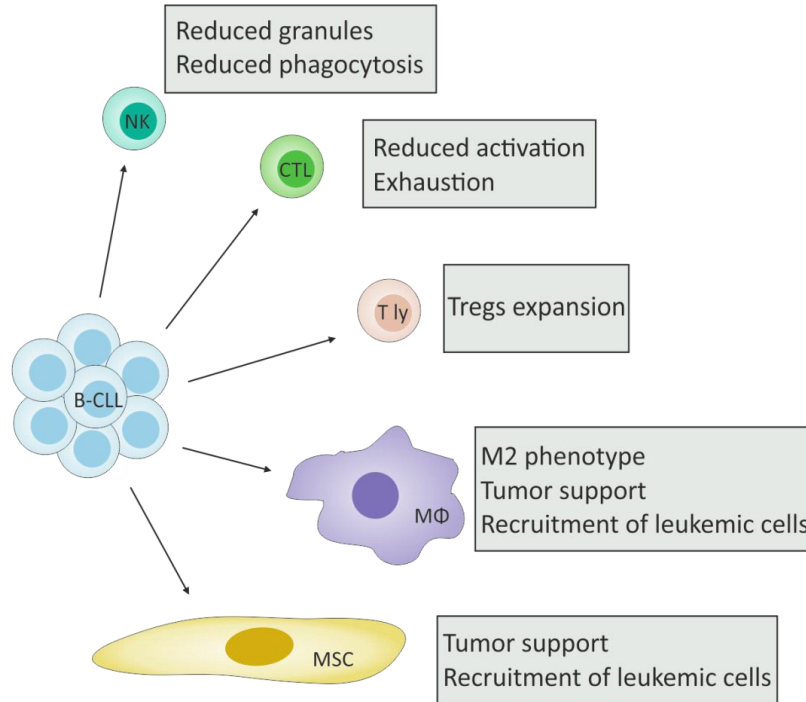 Reduced granules
Reduced phagocytosis
NK
CTL
Reduced activation
Exhaustion
T ly
Tregs expansion
B-CLL
M2 phenotype
Tumor support
Recruitment of leukemic cells
MΦ
MSC
Tumor support
Recruitment of leukemic cells